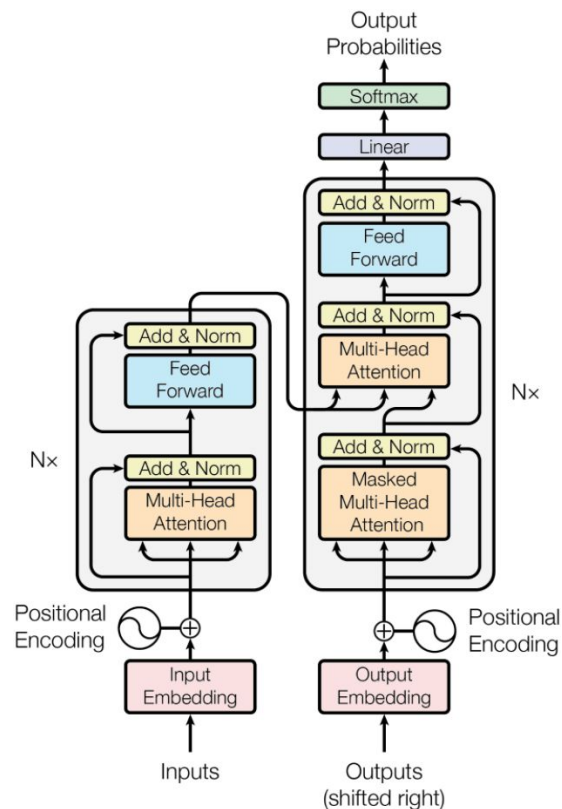 Output
Probabilities
Softmax
Linear
Add & Norm
Feed
Forward
Add & Norm
Multi-Head
Attention
Add & Norm
Masked
Multi-Head
Attention
N×
Add & Norm
Feed
Forward
N×
Add & Norm
Multi-Head
Attention
Positional
Encoding
Positional
Encoding
Input
Embedding
Output
Embedding
Inputs
Outputs
(shifted right)